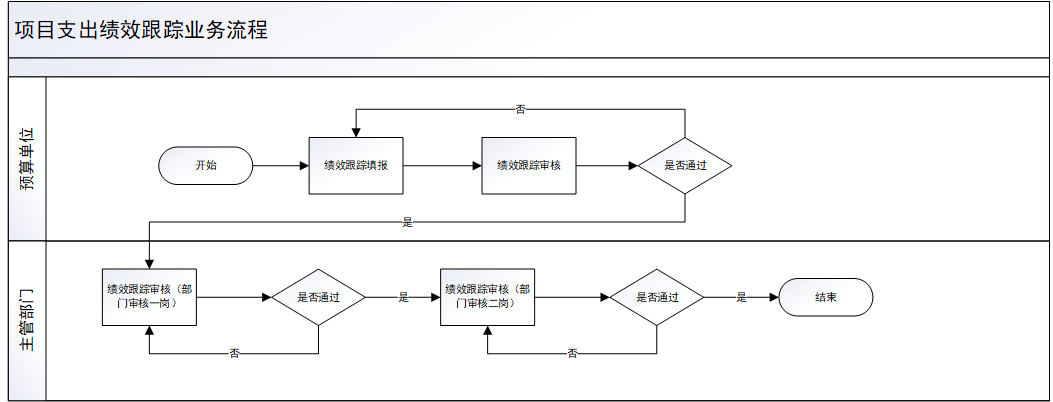 项目支出绩效跟踪业务流程
预算单位
否
开始
绩效跟踪填报
绩效跟踪审核
是否通过
是
主管部门
绩效跟踪审核（部
门审核一岗）
是否通过
是
绩效跟踪审核（部
门审核二岗）
是否通过
是
结束
否
否